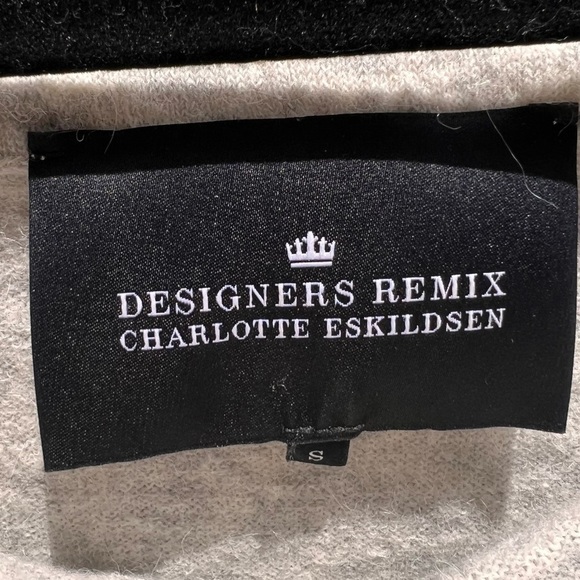 DESIGNERS REMIX
CHARLOTTE ESKILDSEN
S